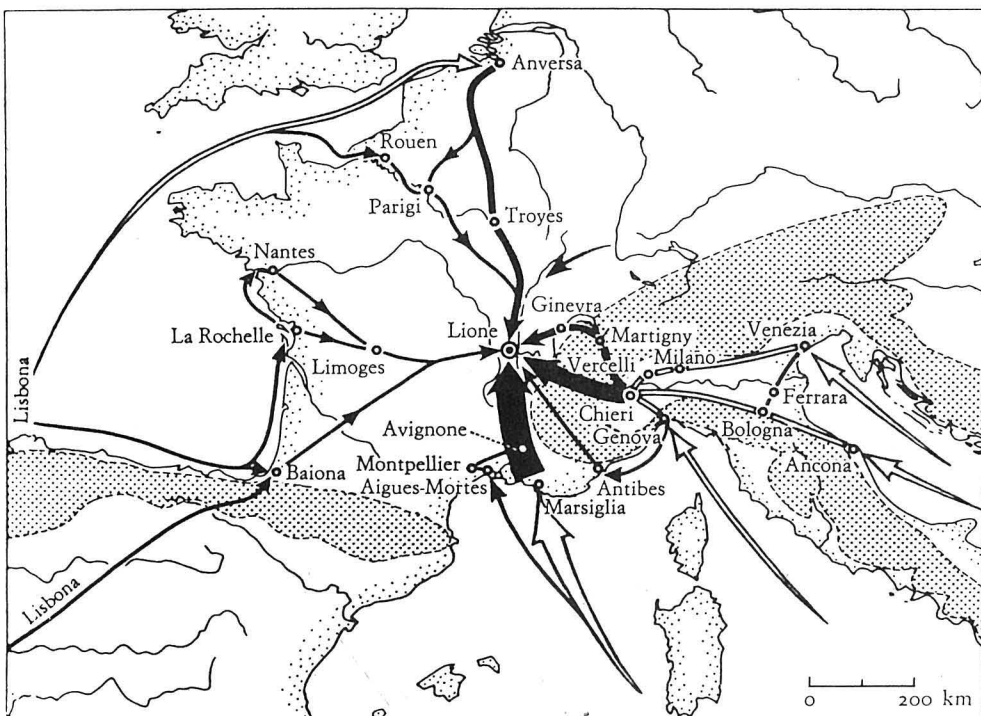 Anversa
Rouen
Parigi
Troyes
Nantes
Ginevra
La Rochelle
Lione
Martigny
Venezia
Limoges
Vercelli
Milano
Lisbona
Chieri
Ferrara
Avignone
Genova
Bologna
Baiona
Montpellier
Ancona
Aigues-Mortes
Antibes
Marsiglia
Lisbona
0 200 km